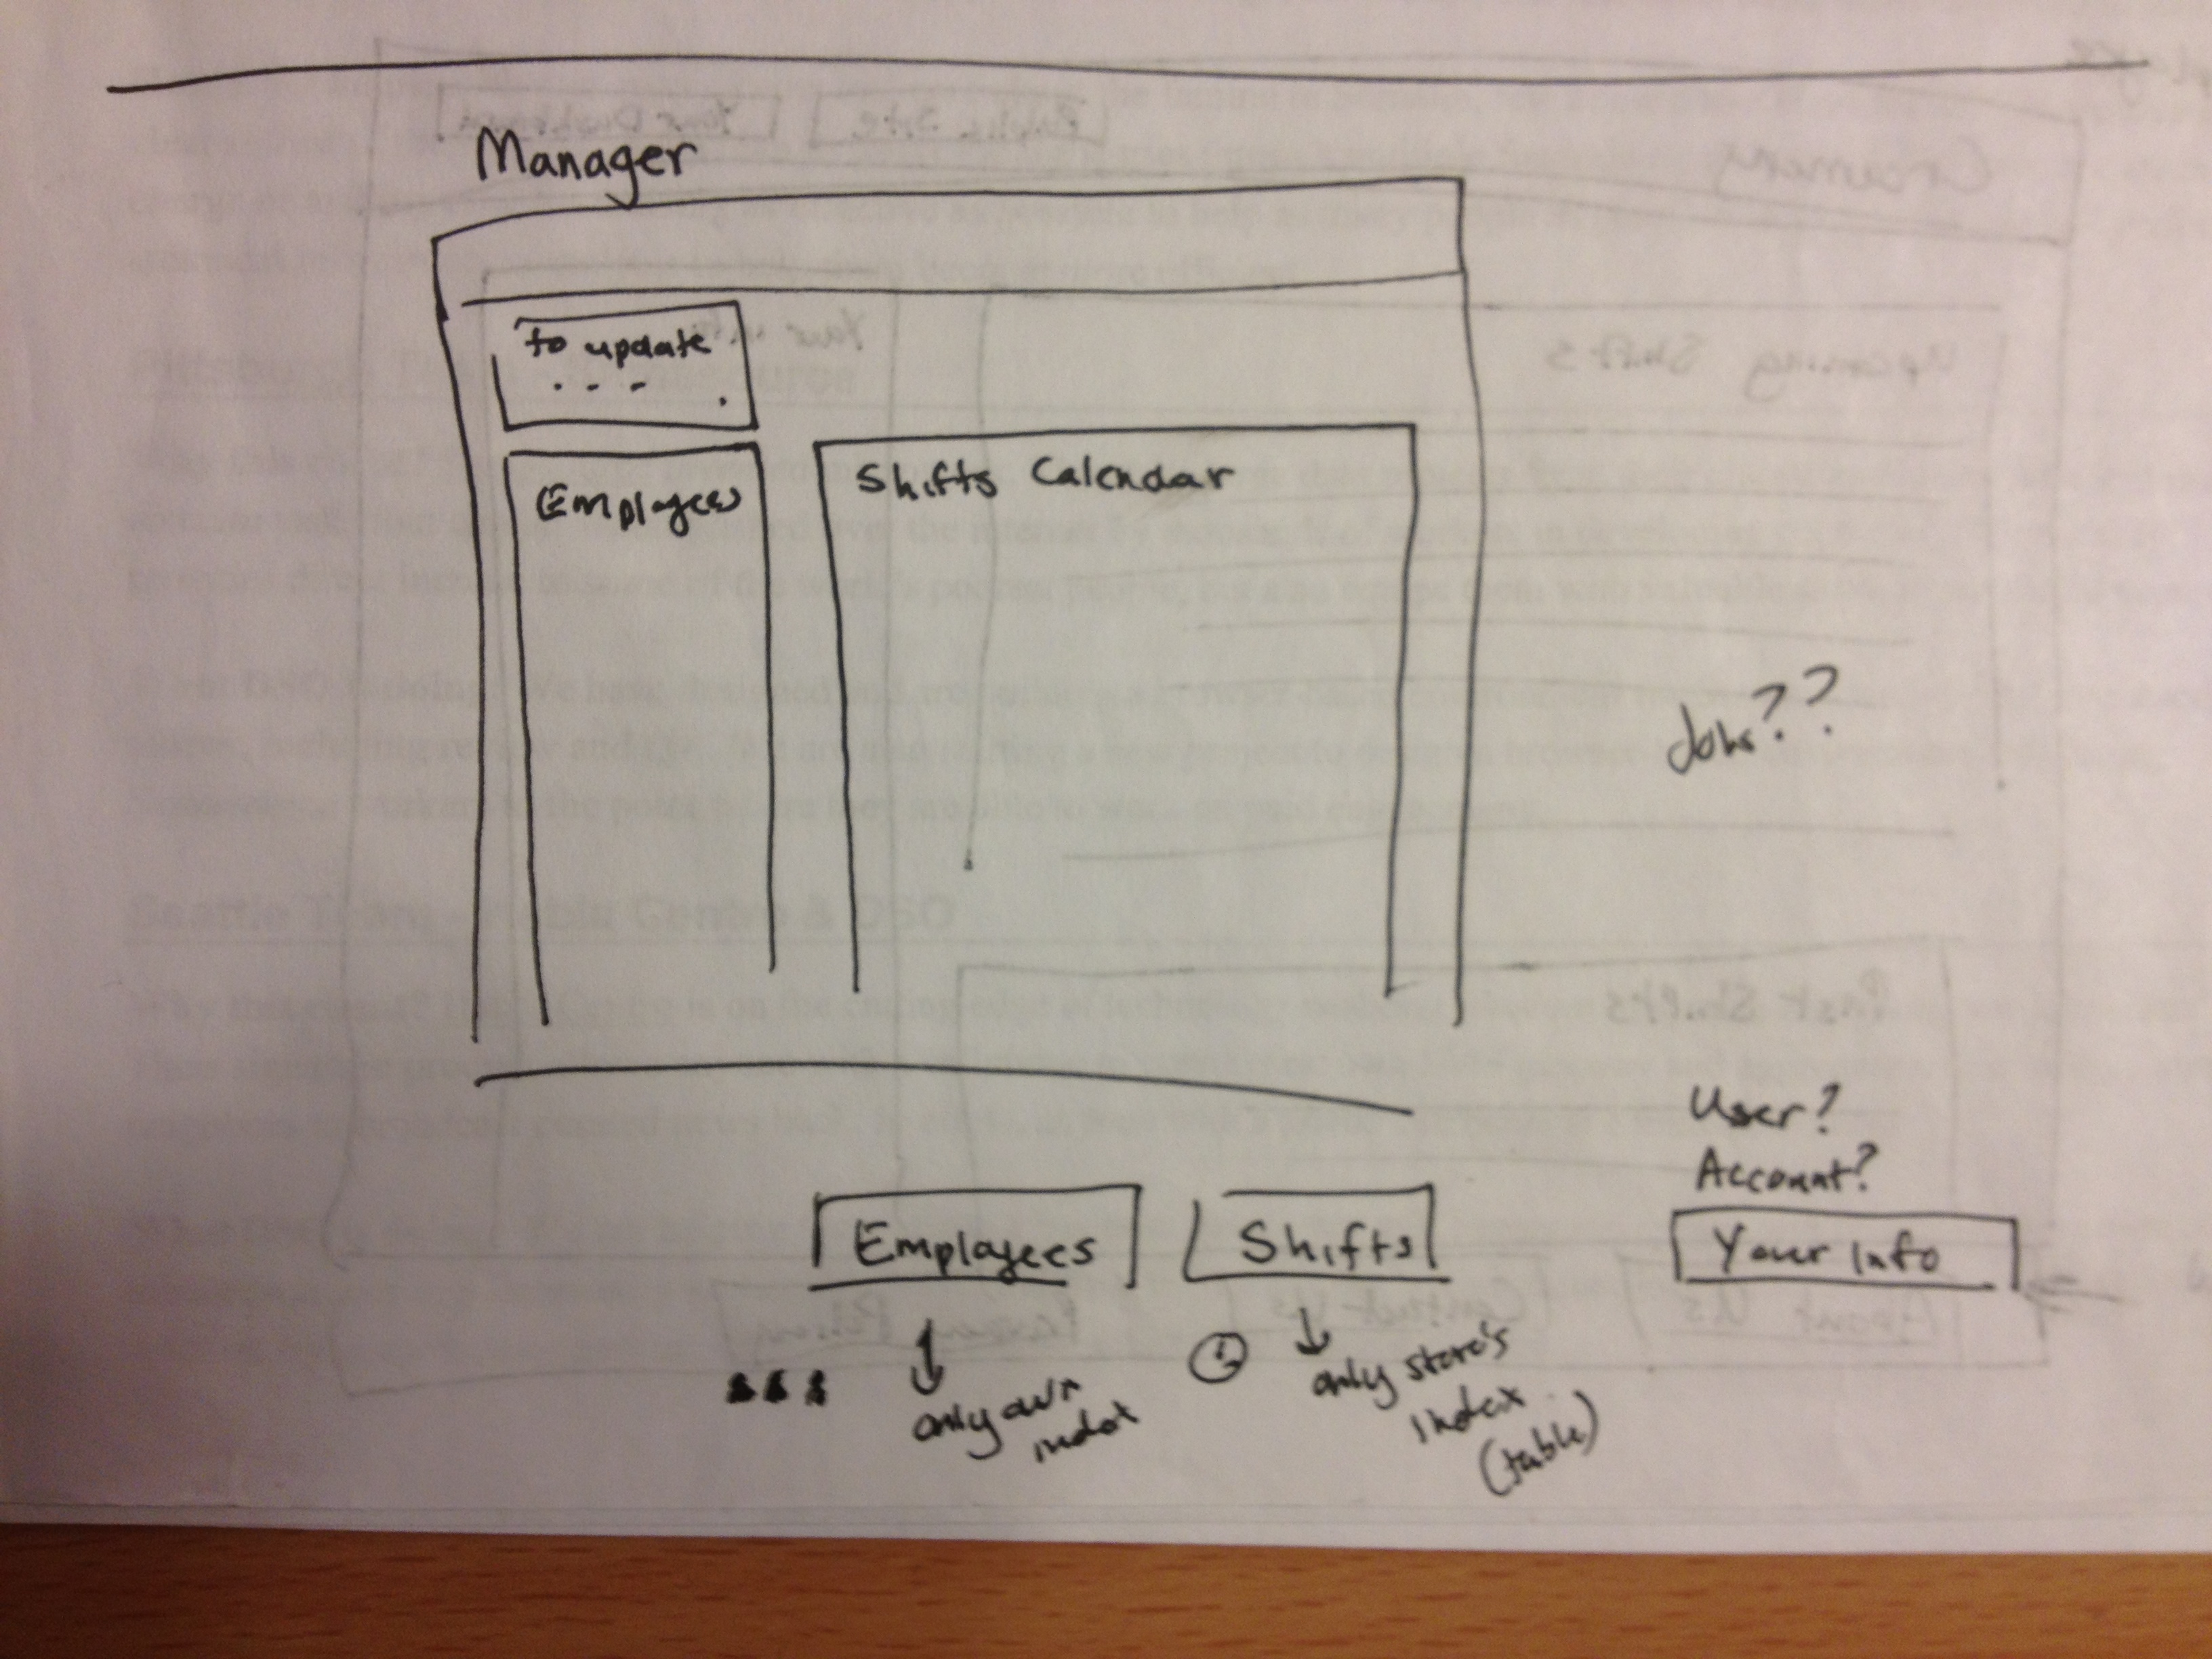 Manager
to update
Employees
Shifts Calendar
Jobs??
User?
Account?
Employees
Shifts
Your Info
only our
index
only store's
index
(table)